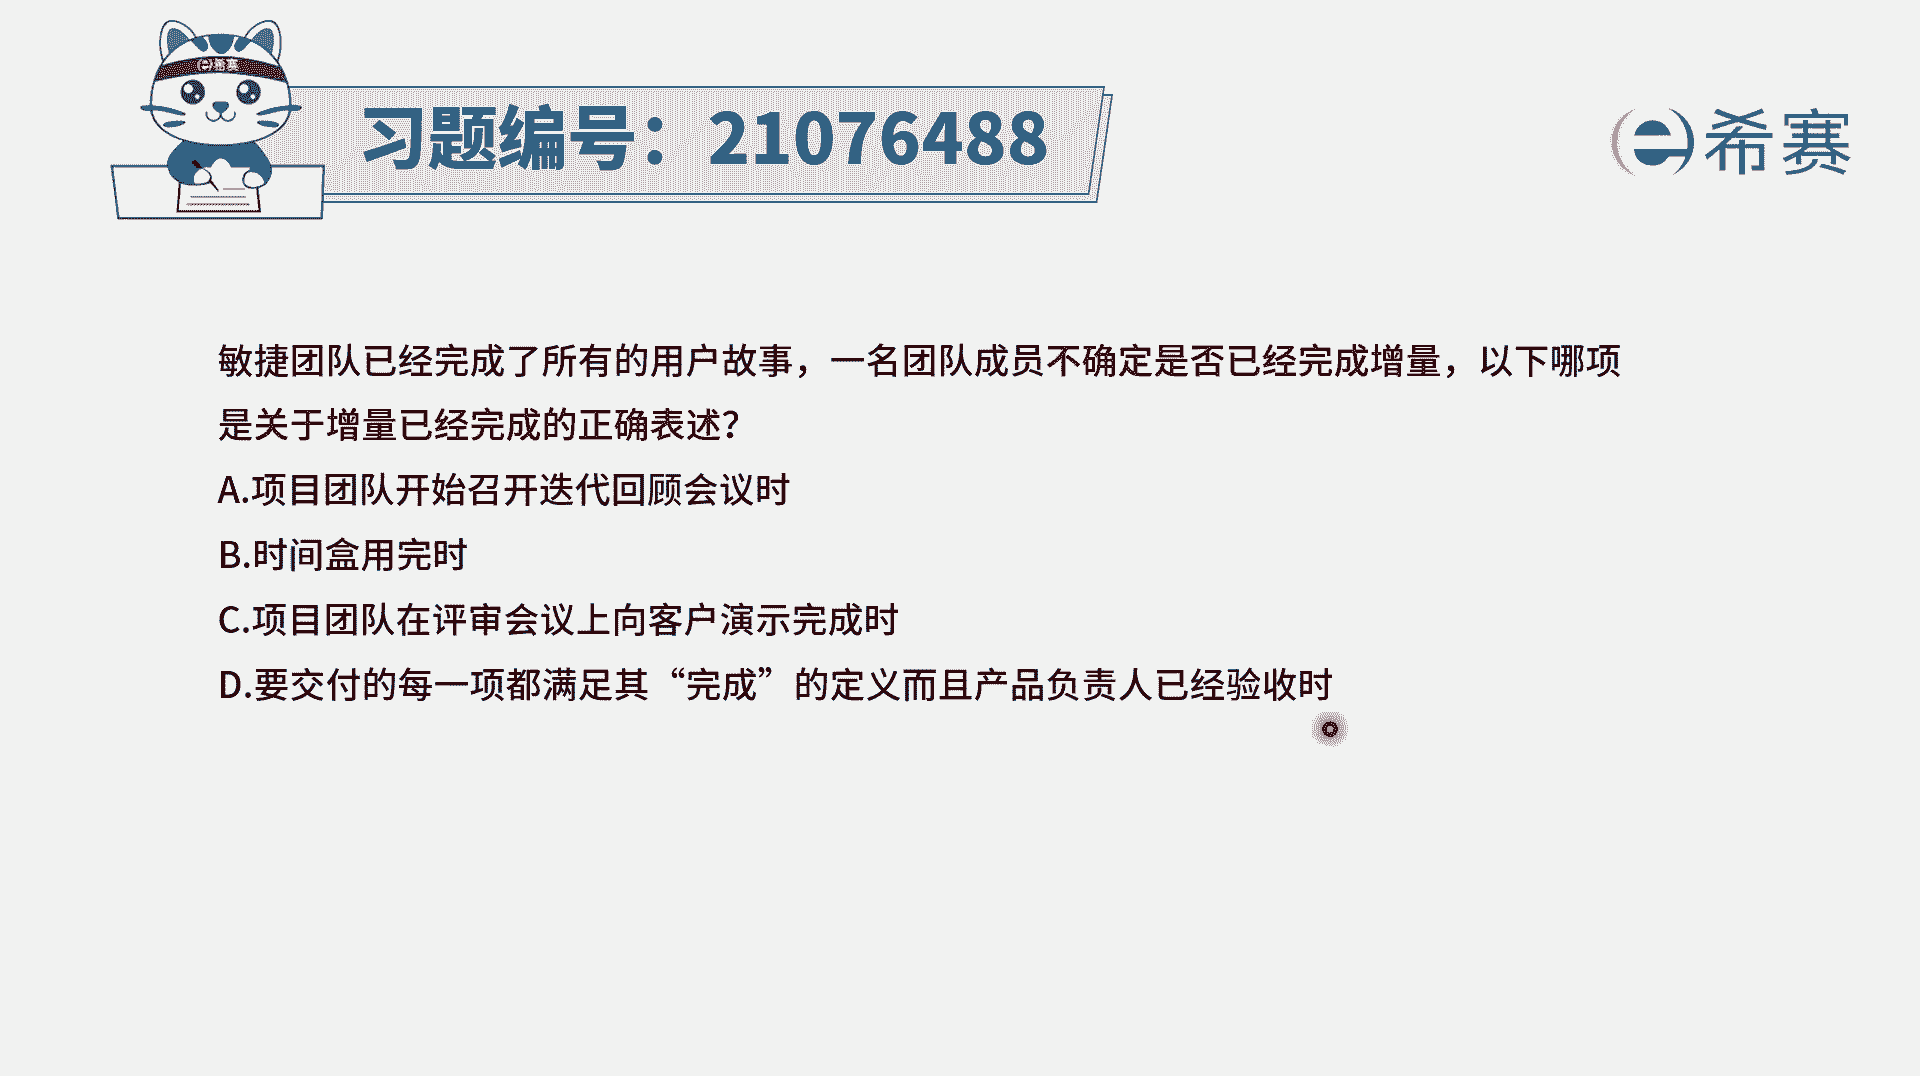 希赛
习题编号：21076488
希赛
敏捷团队已经完成了所有的用户故事，一名团队成员不确定是否已经完成增量，以下哪项
是关于增量已经完成的正确表述？
A.项目团队开始召开迭代回顾会议时
B.时间盒用完时
C.项目团队在评审会议上向客户演示完成时
D.要交付的每一项都满足其“完成”的定义而且产品负责人已经验收时